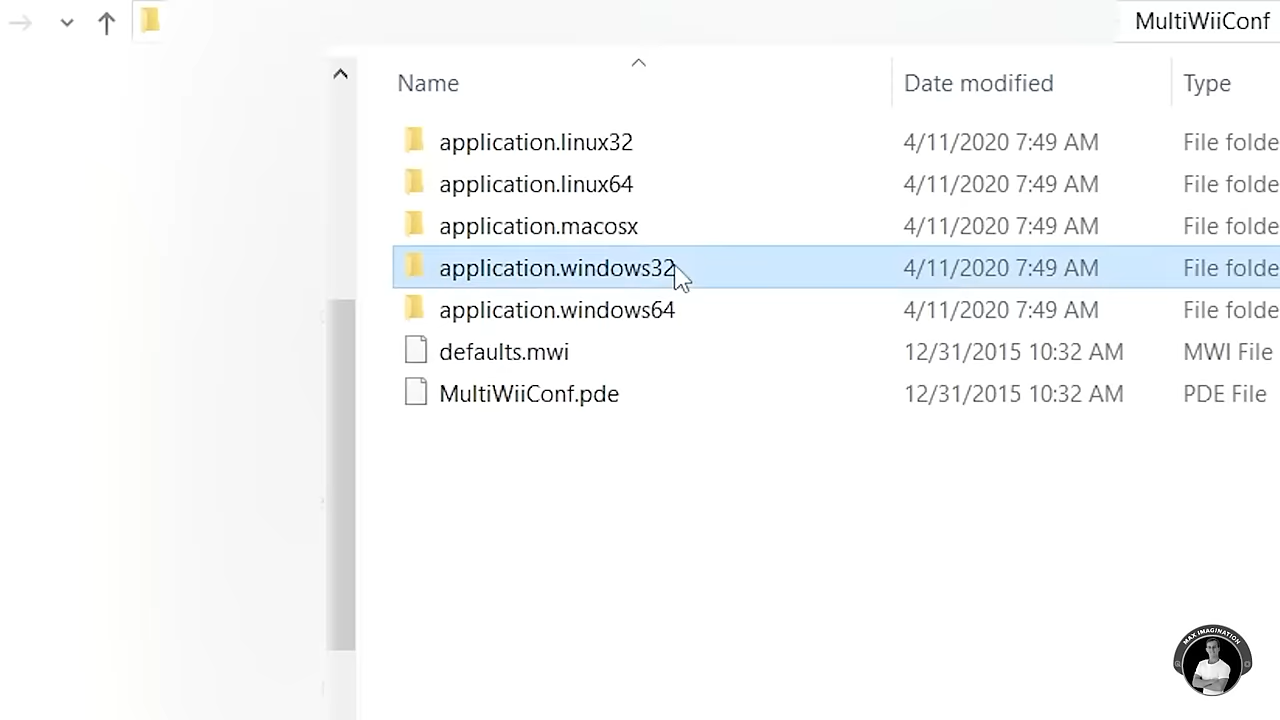 MultiWiiConf
Name Date modified Type
application.linux32 4/11/2020 7:49 AM File folde
application.linux64 4/11/2020 7:49 AM File folde
application.macosx 4/11/2020 7:49 AM File folde
application.windows32 4/11/2020 7:49 AM File folde
application.windows64 4/11/2020 7:49 AM File folde
defaults.mwi 12/31/2015 10:32 AM MWI File
MultiWiiConf.pde 12/31/2015 10:32 AM PDE File
MAX IMAGINATION